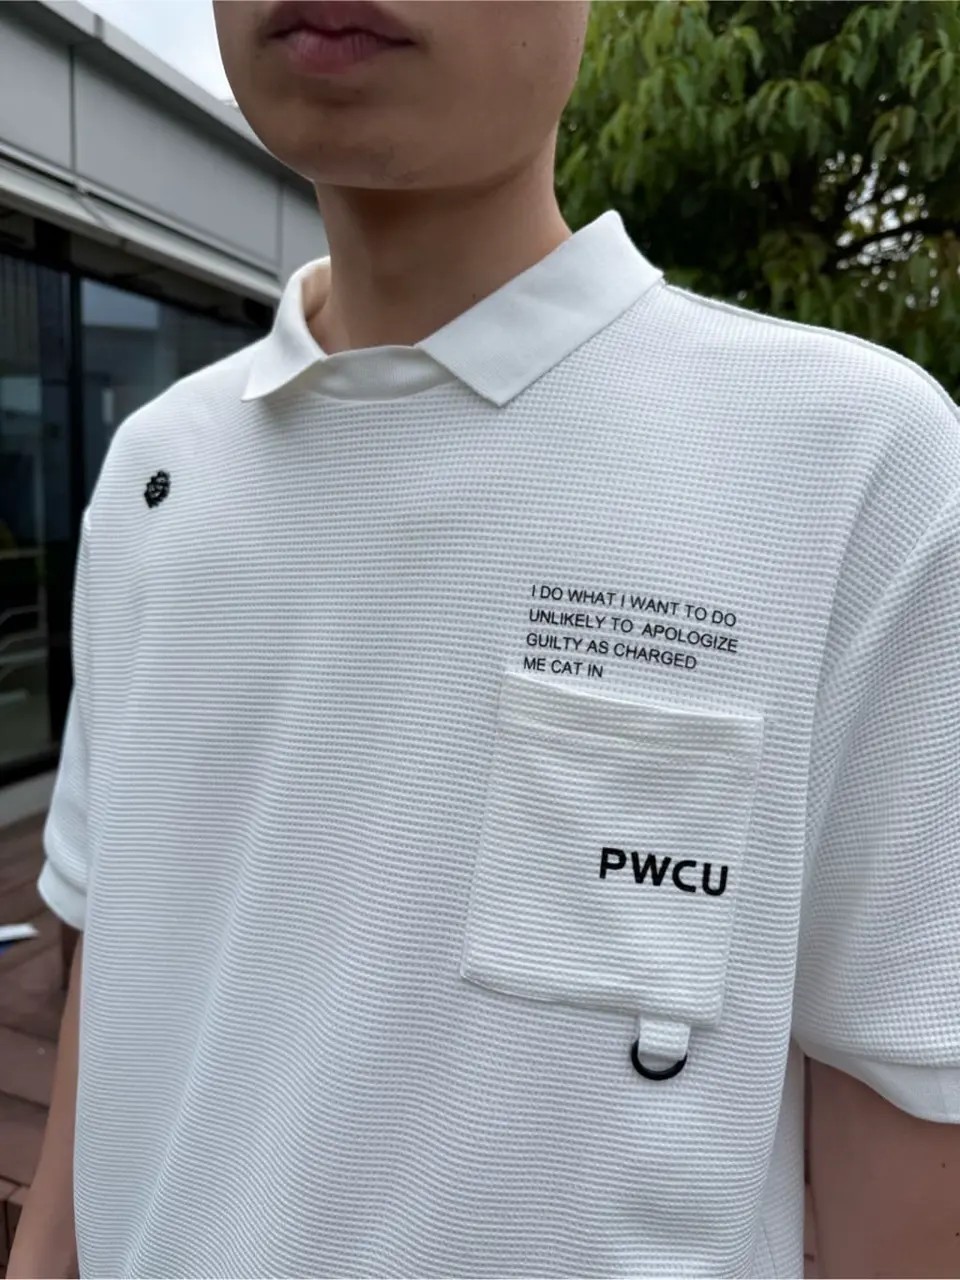 I DO WHAT I WANT TO DO
UNLIKELY TO APOLOGIZE
GUILTY AS CHARGED
ME CAT IN
PWCU